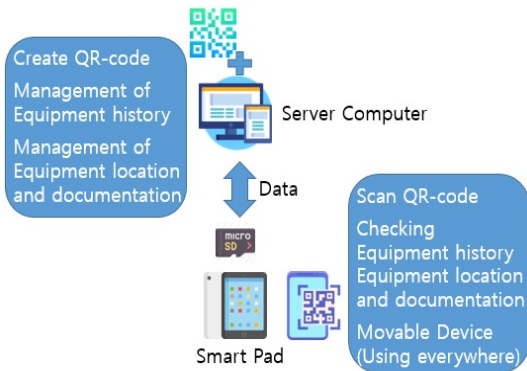 Create QR-code
Management of
Equipment history
Management of
Equipment location
and documentation
Server Computer
Data
micro
SD
Scan QR-code
Checking
Equipment history
Equipment location
and documentation
Movable Device
(Using everywhere)
Smart Pad